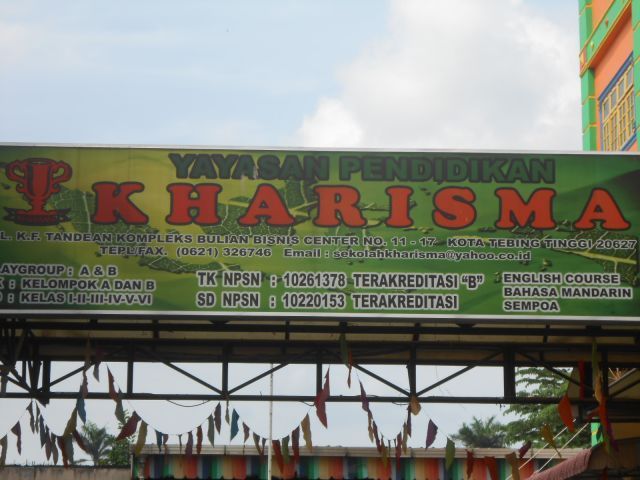 YAYASAN PENDIDIKAN
KHARISMA
L. K.F. TANDEAN KOMPLEKS BULIAN BISNIS CENTER NO. 11 - 17 KOTA TEBING TINGGI 20627
TEPL/FAX. (0621) 326746 Email : sekolahkharisma@yahoo.co.id
AYGROUP : A & B
: KELOMPOK A DAN B
: KELAS I-II-III-IV-V-VI
TK NPSN : 10261378 TERAKREDITASI "B"
SD NPSN : 10220153 TERAKREDITASI
ENGLISH COURSE
BAHASA MANDARIN
SEMPOA